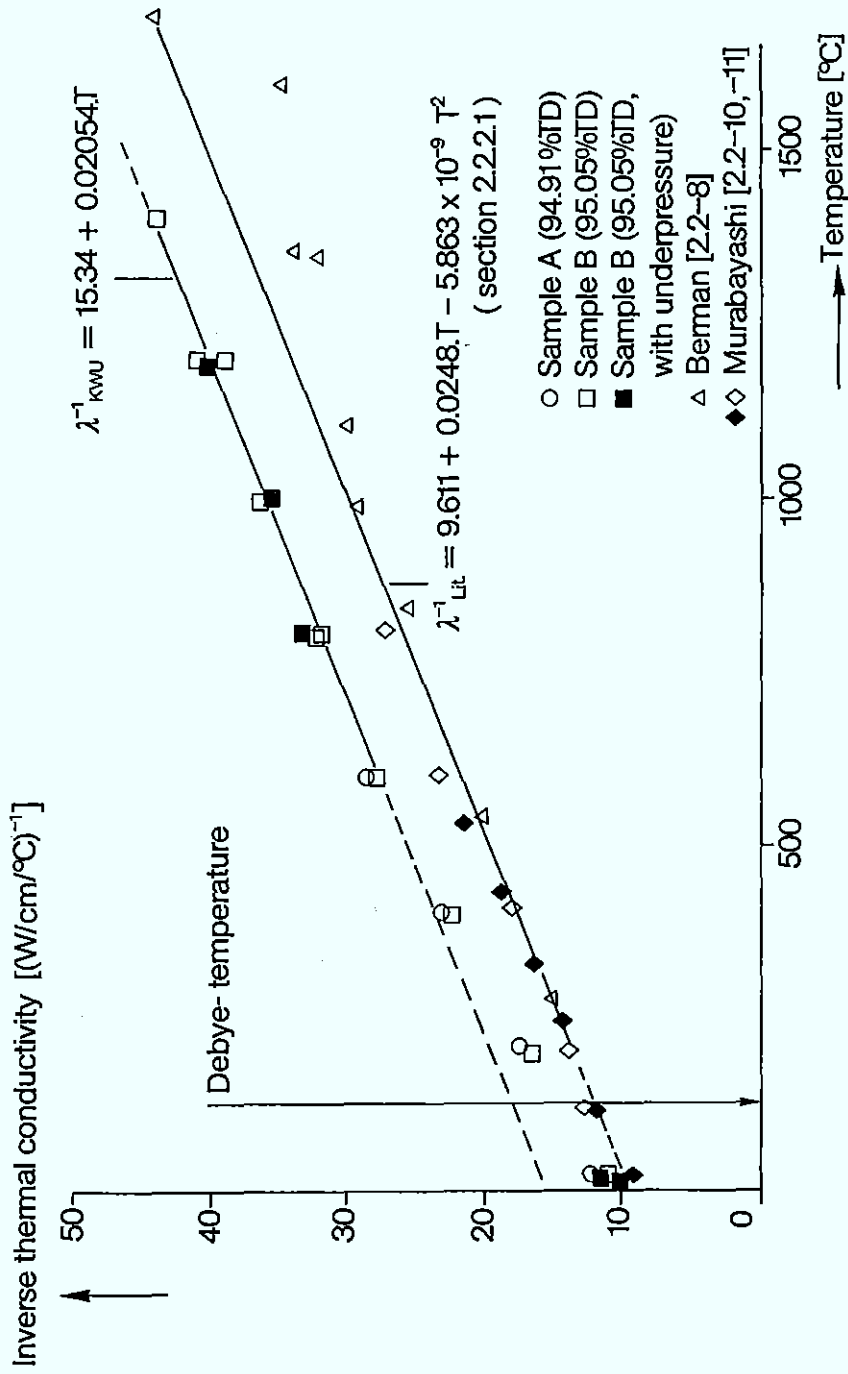 Inverse thermal conductivity [(W/cm/°C)⁻¹]
50
40
30
20
10
0
Debye- temperature
λ⁻¹KWU = 15.34 + 0.02054.T
λ⁻¹Lit. = 9.611 + 0.0248.T − 5.863 x 10⁻⁹ T²
( section 2.2.2.1)
○ Sample A (94.91%TD)
□ Sample B (95.05%TD)
■ Sample B (95.05%TD,
with underpressure)
△ Berman [2.2-8]
◆◇ Murabayashi [2.2-10,-11]
500
1000
1500
Temperature [°C]